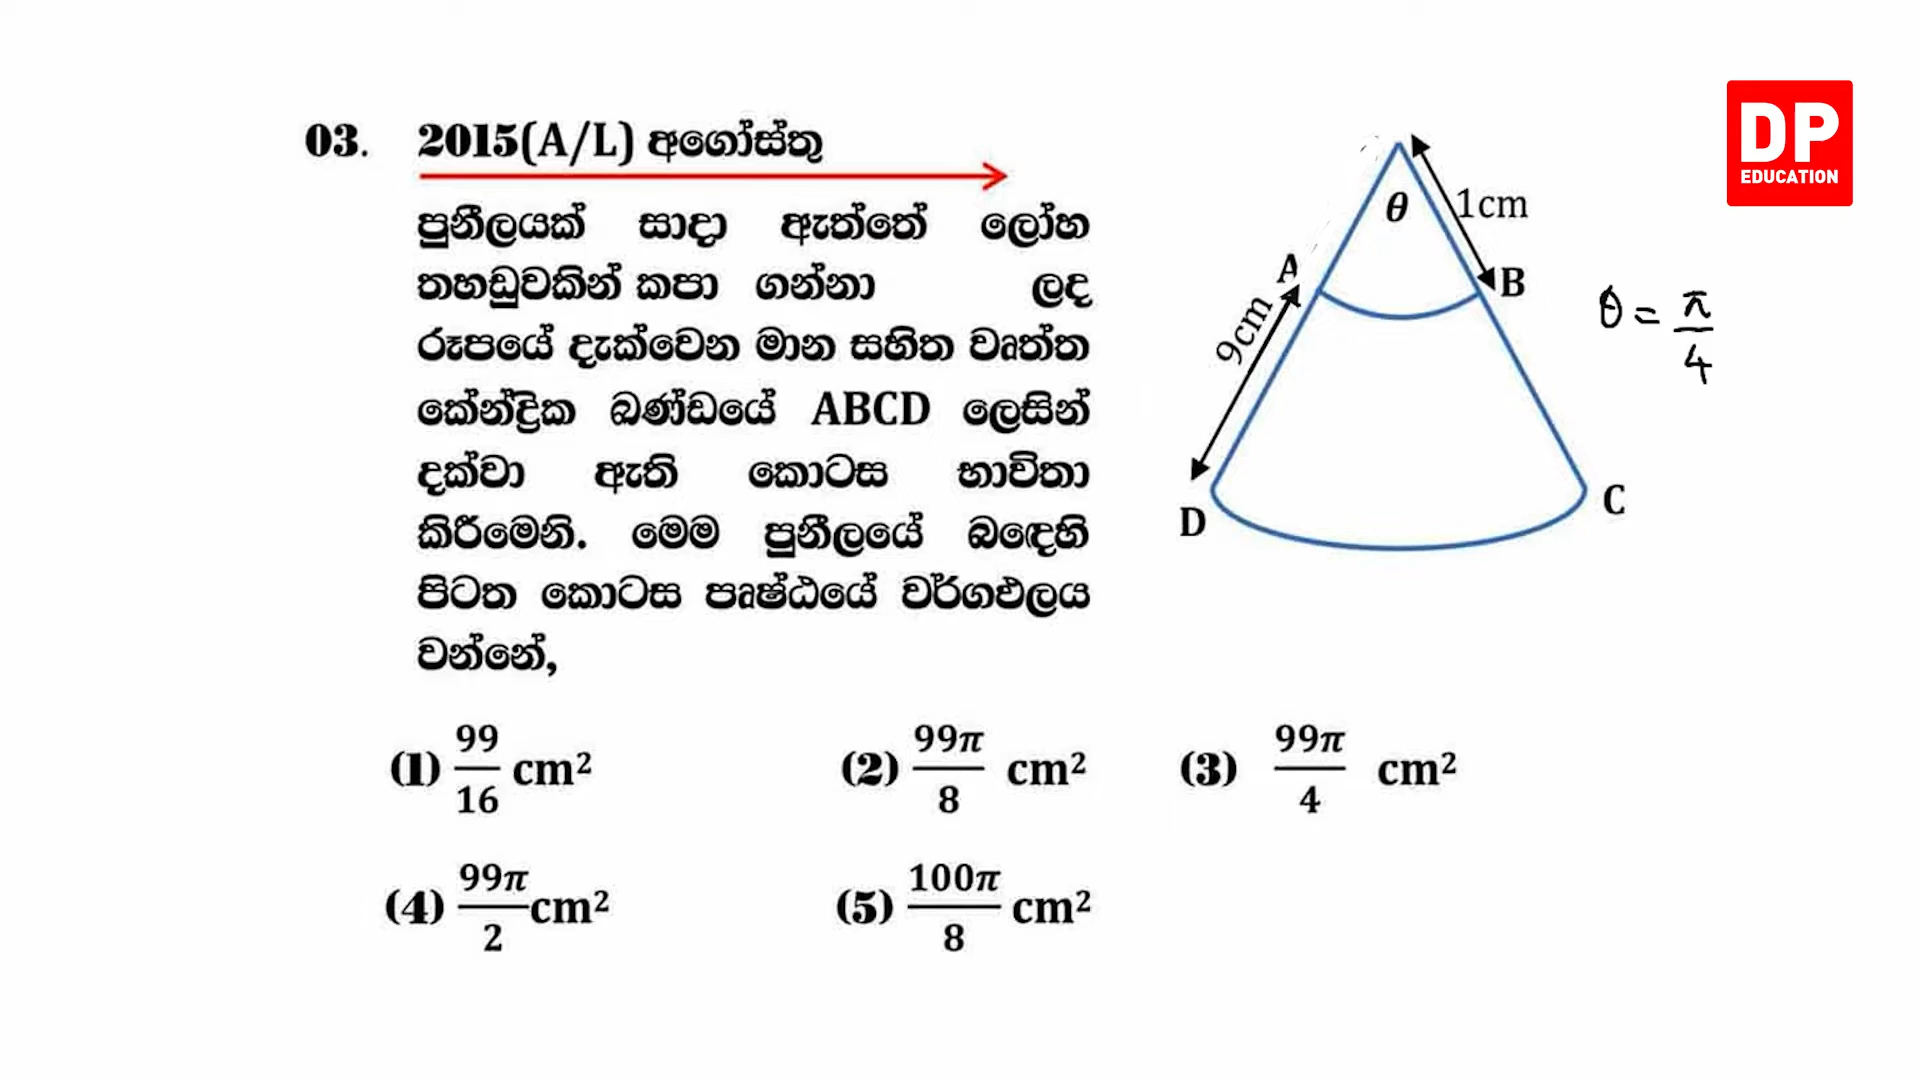 DP
EDUCATION
03. 2015(A/L) අගෝස්තු
පුනීලයක් සාදා ඇත්තේ ලෝහ
තහඩුවකින් කපා ගන්නා ලද
රූපයේ දැක්වෙන මාන සහිත වෘත්ත
කේන්ද්‍රික ඛණ්ඩයේ ABCD ලෙසින්
දක්වා ඇති කොටස භාවිතා
කිරීමෙනි. මෙම පුනීලයේ බඳෙහි
පිටත කොටස පෘෂ්ඨයේ වර්ගඵලය
වන්නේ,
θ
1cm
A
B
9cm
D
C
θ = π/4
(1) 99/16 cm² (2) 99π/8 cm² (3) 99π/4 cm²
(4) 99π/2 cm² (5) 100π/8 cm²